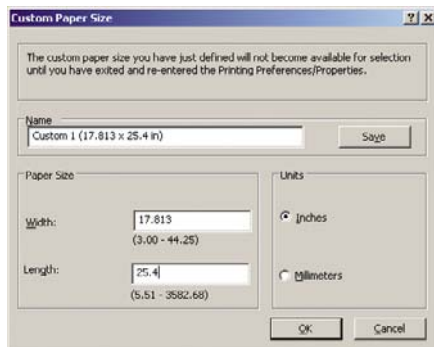 Custom Paper Size
The custom paper size you have just defined will not become available for selection
until you have exited and re-entered the Printing Preferences/Properties.
Name
Custom 1 (17.813 x 25.4 in)
Save
Paper Size
Units
Width:
17.813
(3.00 - 44.25)
Inches
Length:
25.4
(5.51 - 3582.68)
Milimeters
OK
Cancel